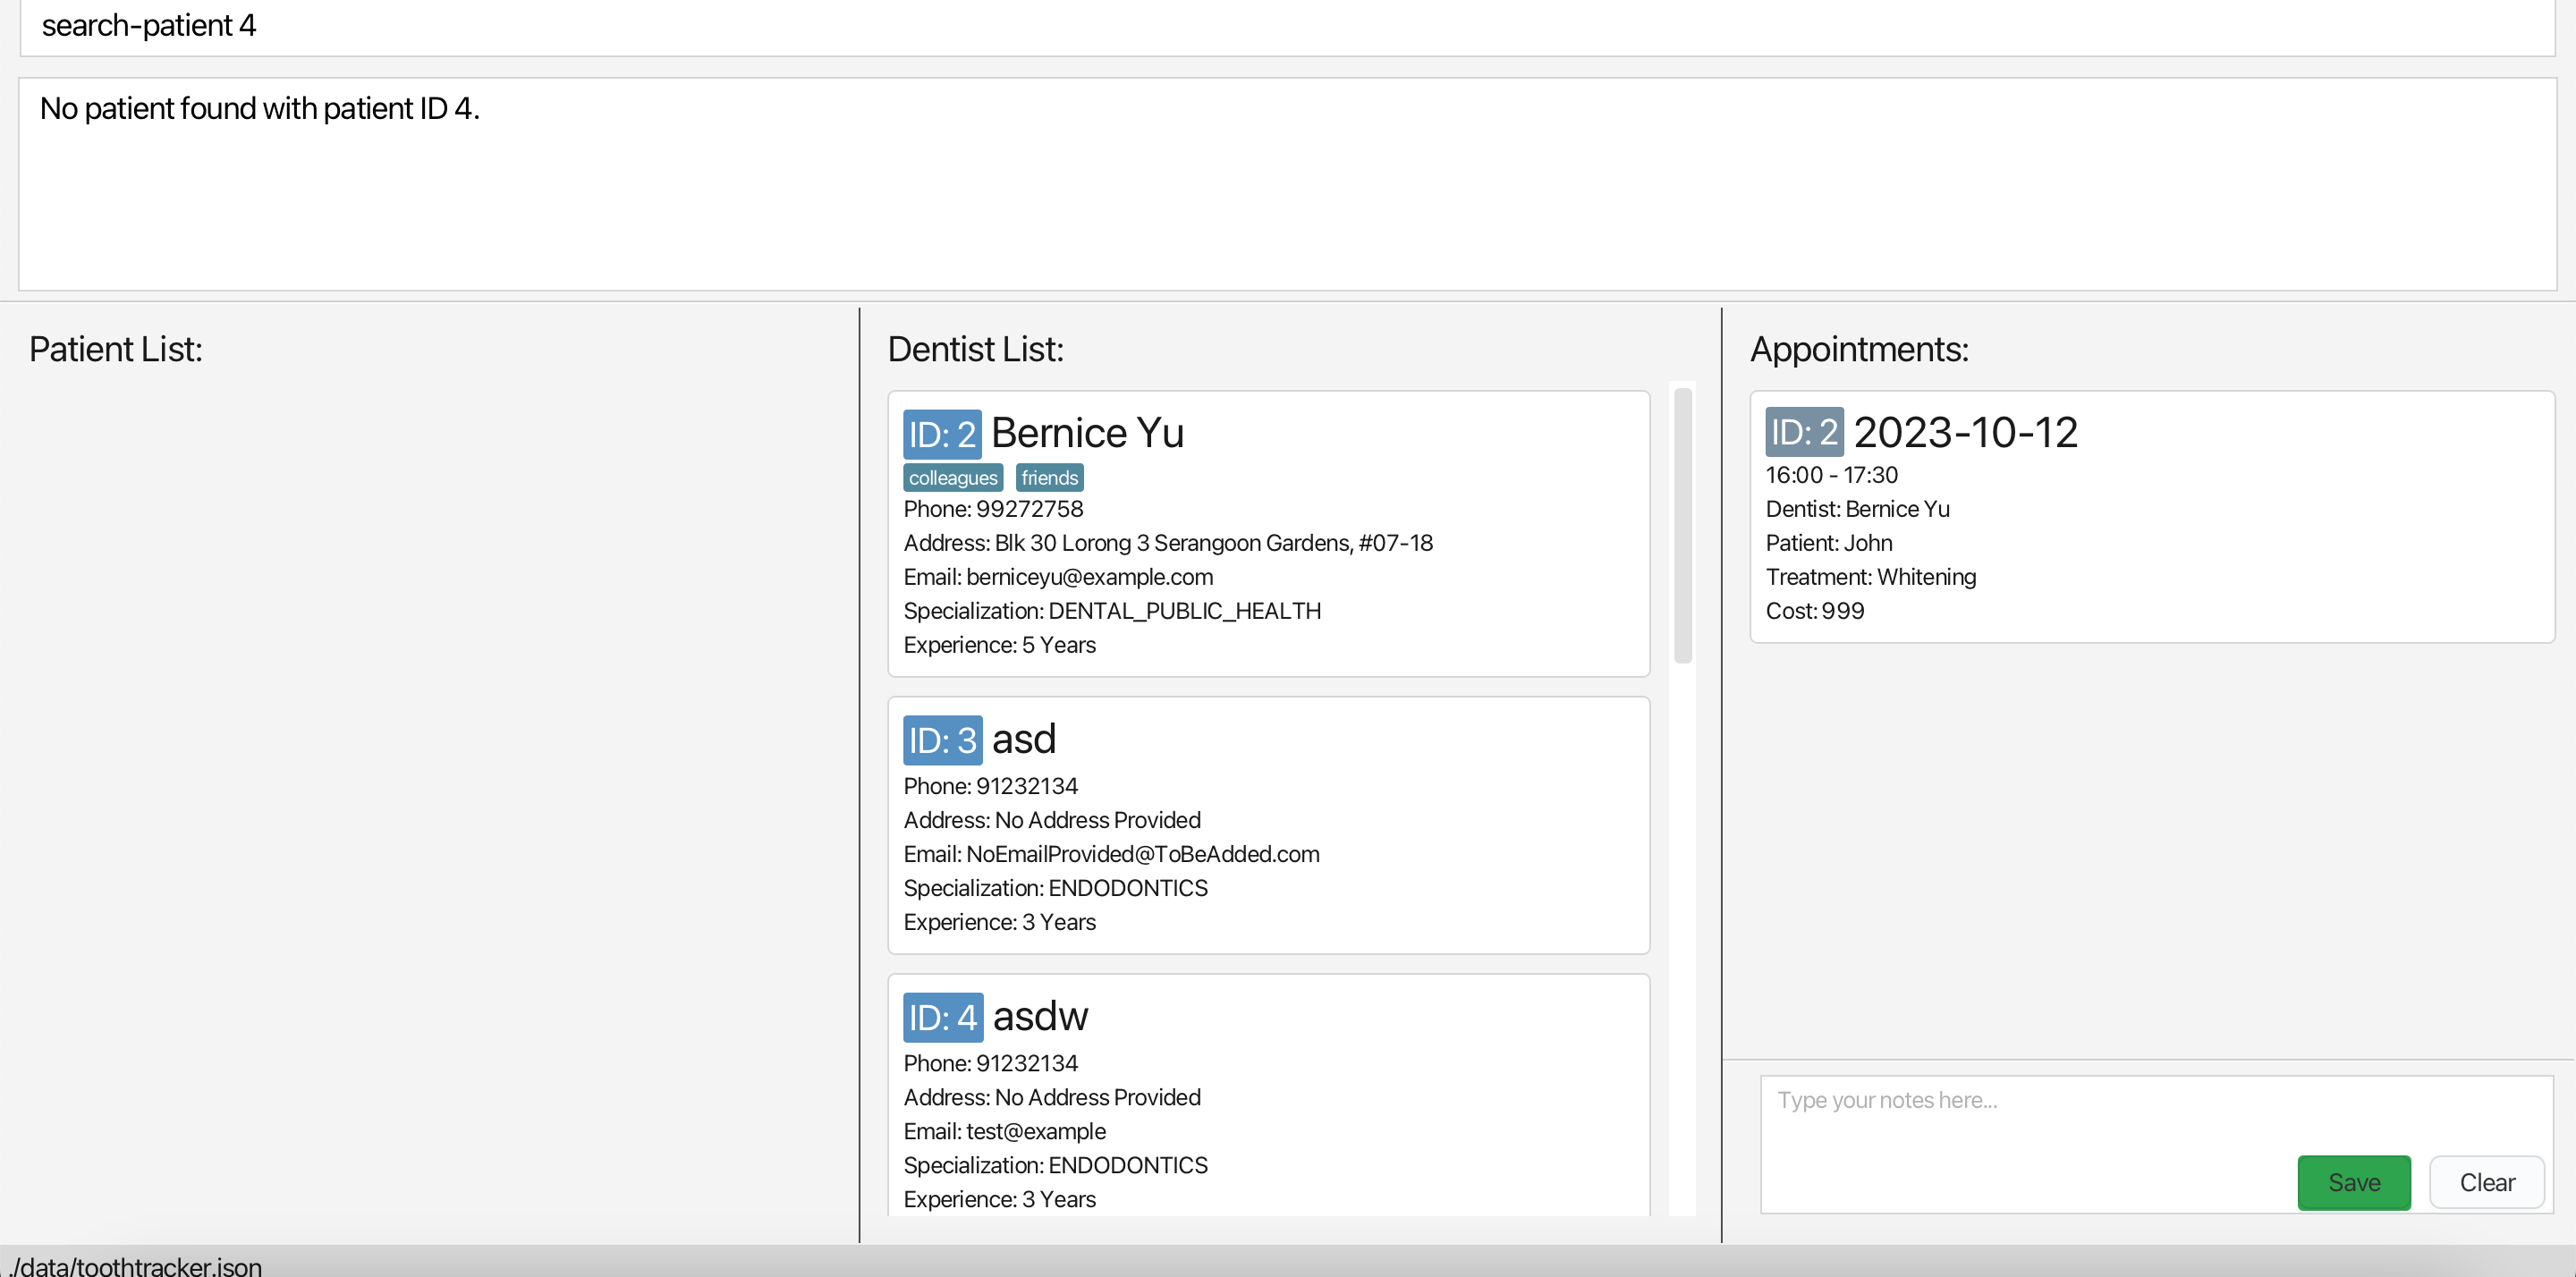 search-patient 4
No patient found with patient ID 4.
Patient List:
Dentist List:
ID: 2 Bernice Yu
colleagues friends
Phone: 99272758
Address: Blk 30 Lorong 3 Serangoon Gardens, #07-18
Email: berniceyu@example.com
Specialization: DENTAL_PUBLIC_HEALTH
Experience: 5 Years
ID: 3 asd
Phone: 91232134
Address: No Address Provided
Email: NoEmailProvided@ToBeAdded.com
Specialization: ENDODONTICS
Experience: 3 Years
ID: 4 asdw
Phone: 91232134
Address: No Address Provided
Email: test@example
Specialization: ENDODONTICS
Experience: 3 Years
Appointments:
ID: 2 2023-10-12
16:00 - 17:30
Dentist: Bernice Yu
Patient: John
Treatment: Whitening
Cost: 999
Type your notes here...
Save Clear
./data/toothtracker.json